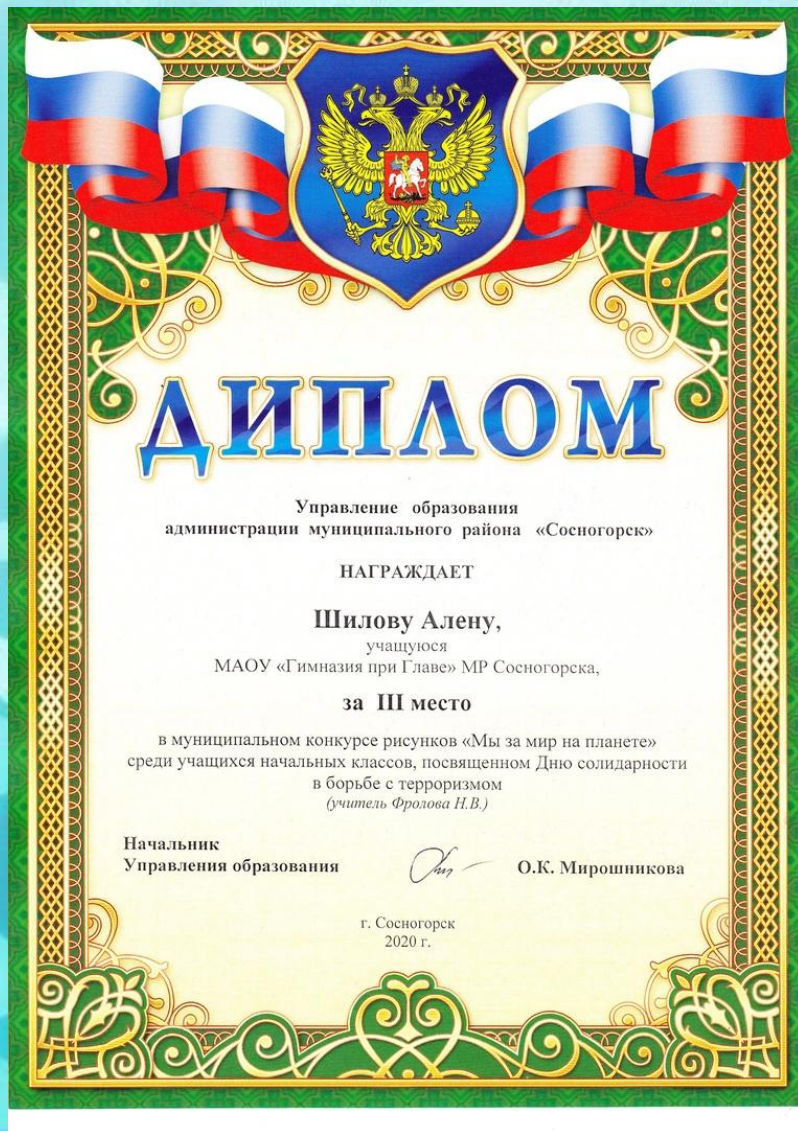 ДИПЛОМ
Управление образования
администрации муниципального района «Сосногорск»
НАГРАЖДАЕТ
Шилову Алену,
учащуюся
МАОУ «Гимназия при Главе» МР Сосногорска,
за III место
в муниципальном конкурсе рисунков «Мы за мир на планете»
среди учащихся начальных классов, посвященном Дню солидарности
в борьбе с терроризмом
(учитель Фролова Н.В.)
Начальник
Управления образования О.К. Мирошникова
г. Сосногорск
2020 г.